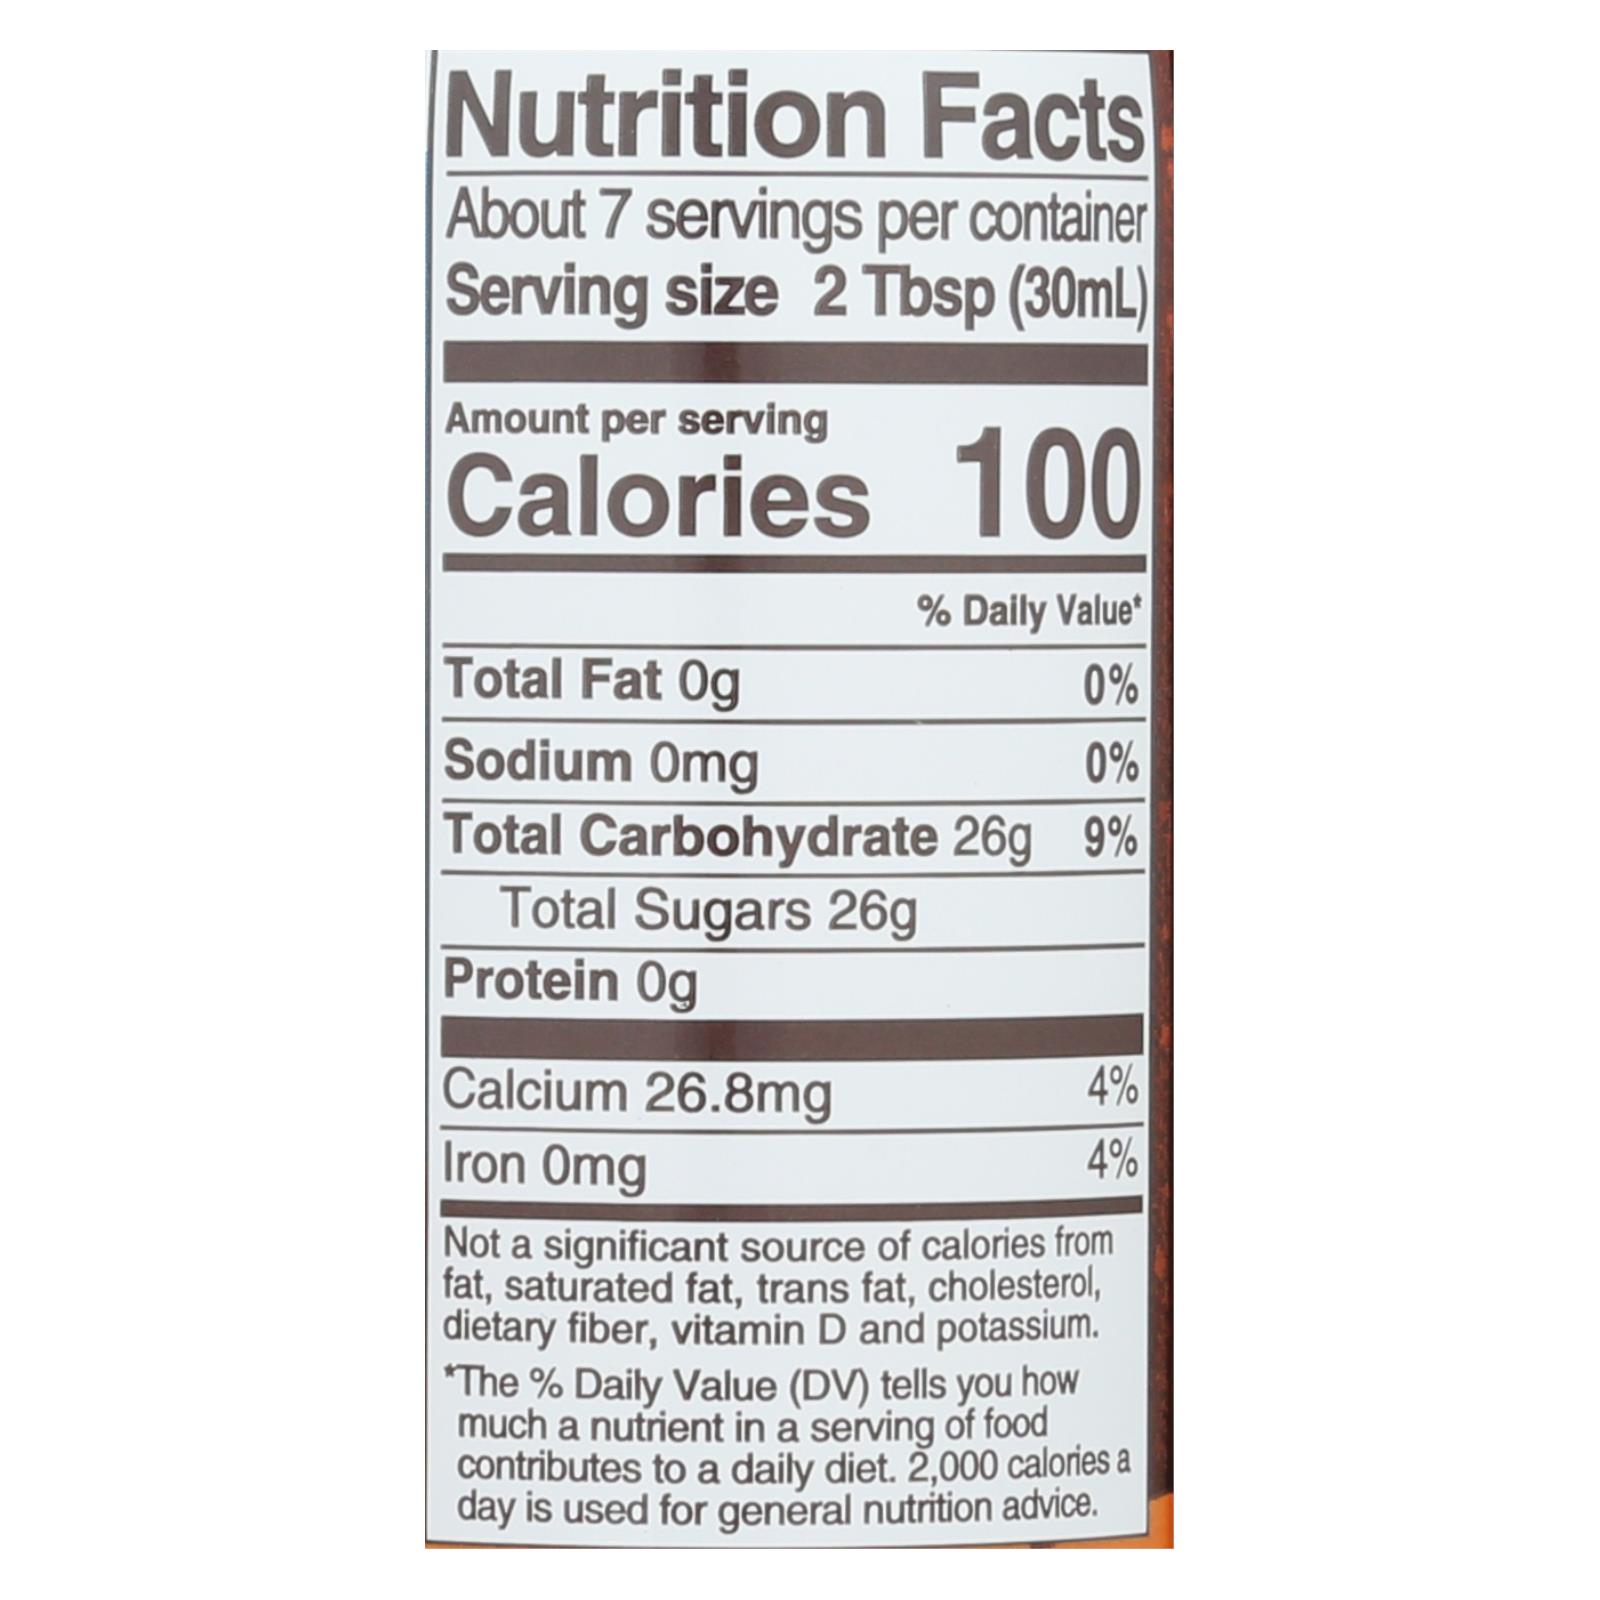 Nutrition Facts
About 7 servings per container
Serving size 2 Tbsp (30mL)
Amount per serving
Calories 100
% Daily Value*
Total Fat 0g 0%
Sodium 0mg 0%
Total Carbohydrate 26g 9%
Total Sugars 26g
Protein 0g
Calcium 26.8mg 4%
Iron 0mg 4%
Not a significant source of calories from
fat, saturated fat, trans fat, cholesterol,
dietary fiber, vitamin D and potassium.
*The % Daily Value (DV) tells you how
much a nutrient in a serving of food
contributes to a daily diet. 2,000 calories a
day is used for general nutrition advice.